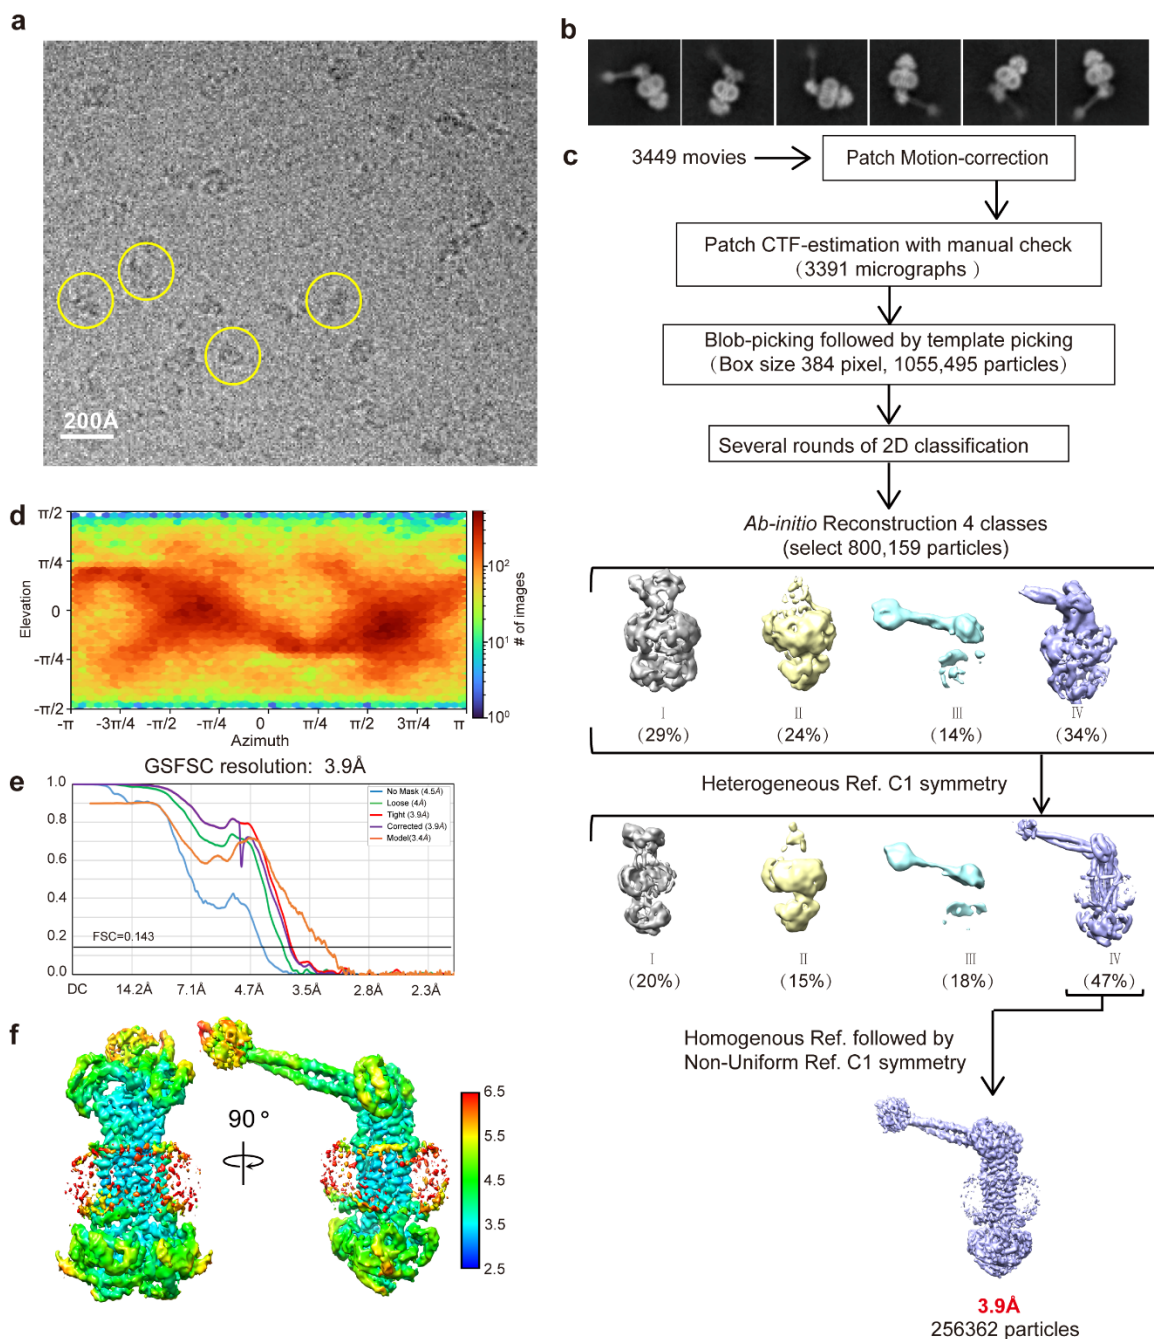 a
200Å
b
c
3449 movies
Patch Motion-correction
Patch CTF-estimation with manual check
(3391 micrographs )
Blob-picking followed by template picking
(Box size 384 pixel, 1055,495 particles)
Several rounds of 2D classification
Ab-initio Reconstruction 4 classes
(select 800,159 particles)
I
II
III
IV
(29%)
(24%)
(14%)
(34%)
Heterogeneous Ref. C1 symmetry
I
II
III
IV
(20%)
(15%)
(18%)
(47%)
Homogenous Ref. followed by
Non-Uniform Ref. C1 symmetry
3.9Å
256362 particles
d
π/2
π/4
0
-π/4
-π/2
Elevation
-π
-3π/4
-π/2
-π/4
0
π/4
π/2
3π/4
π
Azimuth
10²
10¹
10⁰
# of images
e
GSFSC resolution: 3.9Å
1.0
0.8
0.6
0.4
0.2
0.0
FSC=0.143
No Mask (4.5Å)
Loose (4Å)
Tight (3.9Å)
Corrected (3.9Å)
Model(3.4Å)
DC
14.2Å
7.1Å
4.7Å
3.5Å
2.8Å
2.3Å
f
90 °
6.5
5.5
4.5
3.5
2.5